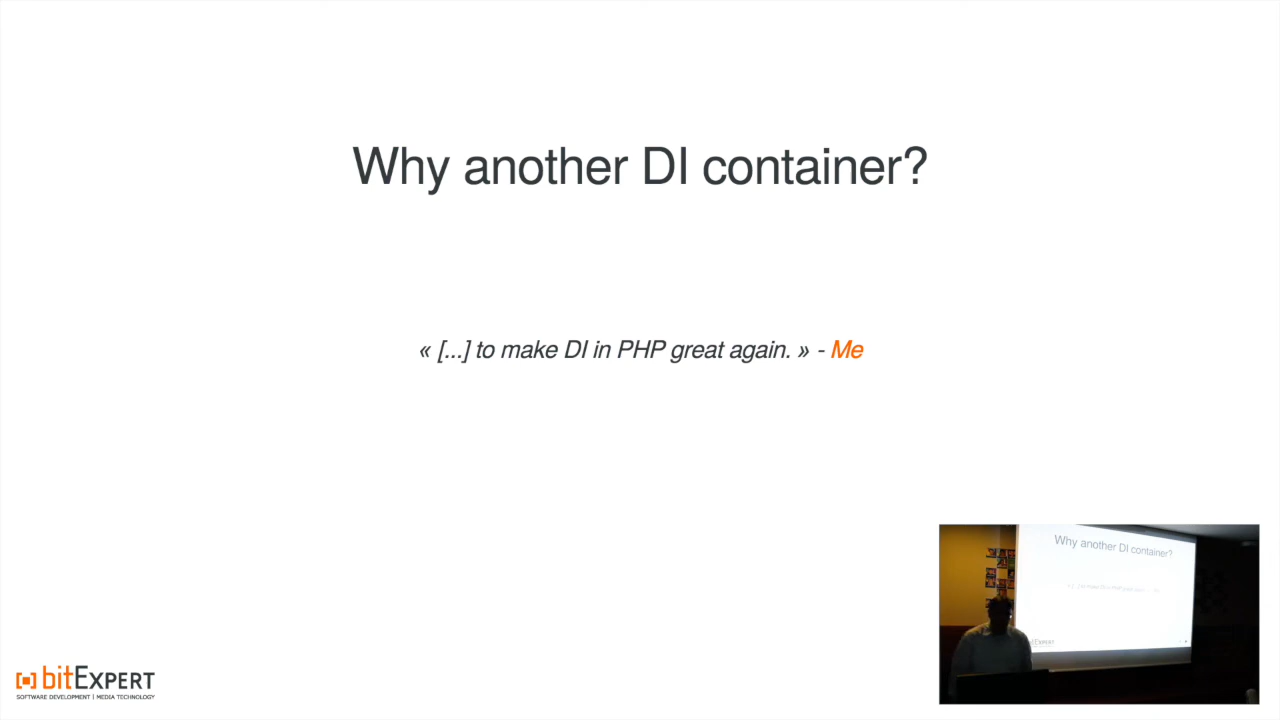 Why another DI container?
« [...] to make DI in PHP great again. » - Me
bitExpert
SOFTWARE DEVELOPMENT | MEDIA TECHNOLOGY
Why another DI container?